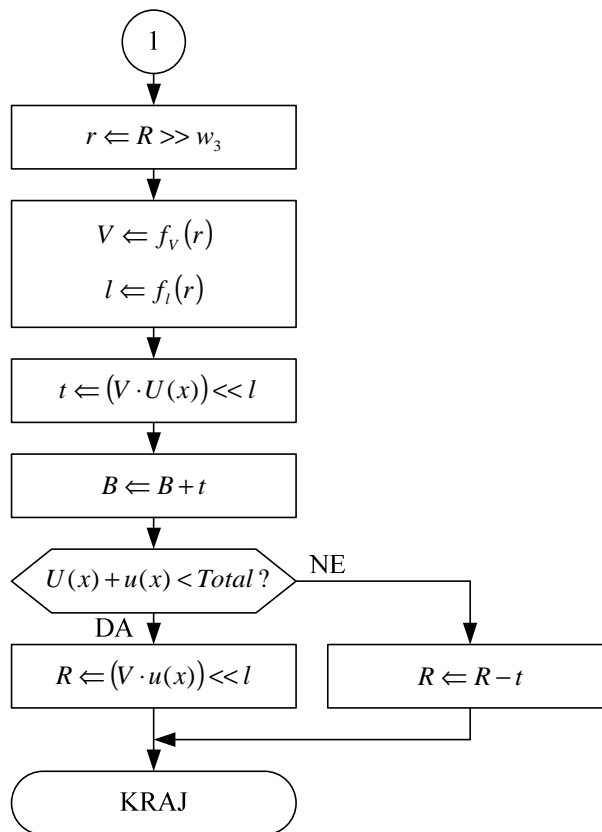 1
r ⇐ R >> w₃
V ⇐ f_V(r)
l ⇐ f_l(r)
t ⇐ (V · U(x)) << l
B ⇐ B + t
U(x) + u(x) < Total ?
NE
DA
R ⇐ (V · u(x)) << l
R ⇐ R − t
KRAJ